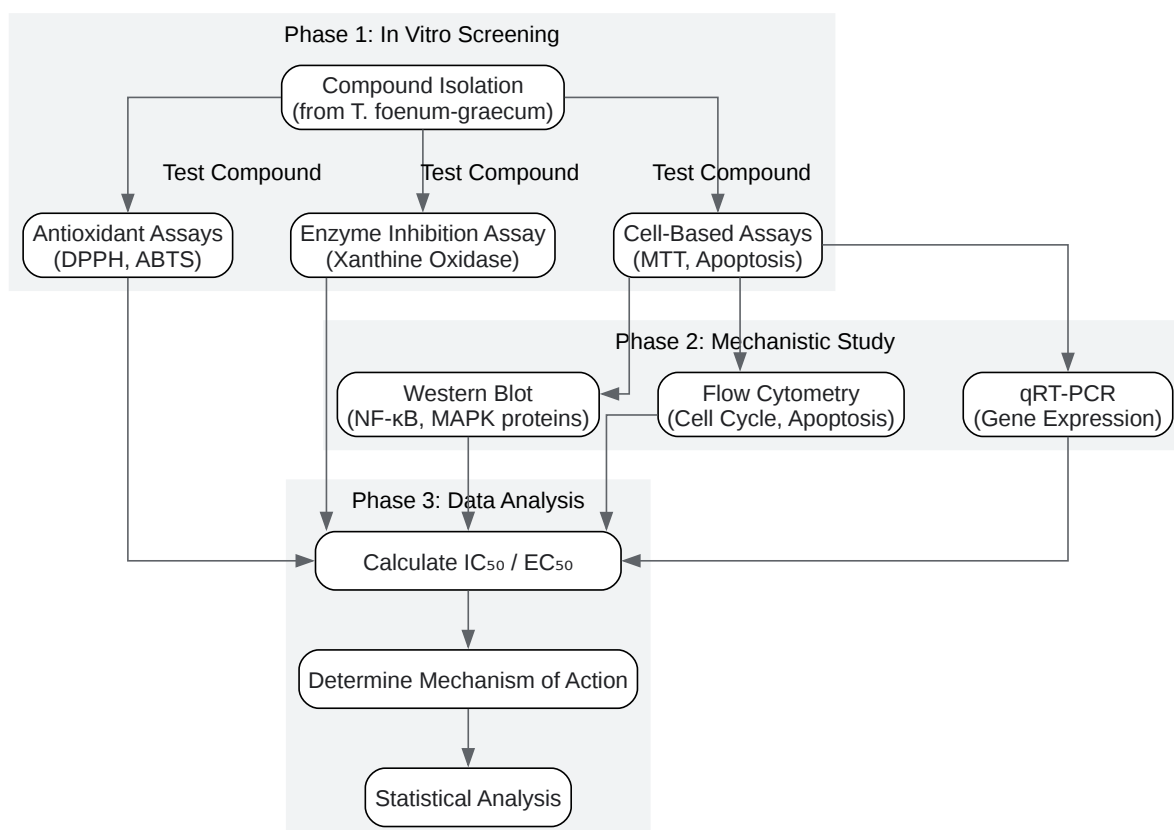 Phase 1: In Vitro Screening
Compound Isolation
(from T. foenum-graecum)
Test Compound
Test Compound
Test Compound
Antioxidant Assays
(DPPH, ABTS)
Enzyme Inhibition Assay
(Xanthine Oxidase)
Cell-Based Assays
(MTT, Apoptosis)
Phase 2: Mechanistic Study
Western Blot
(NF-κB, MAPK proteins)
Flow Cytometry
(Cell Cycle, Apoptosis)
qRT-PCR
(Gene Expression)
Phase 3: Data Analysis
Calculate IC₅₀ / EC₅₀
Determine Mechanism of Action
Statistical Analysis